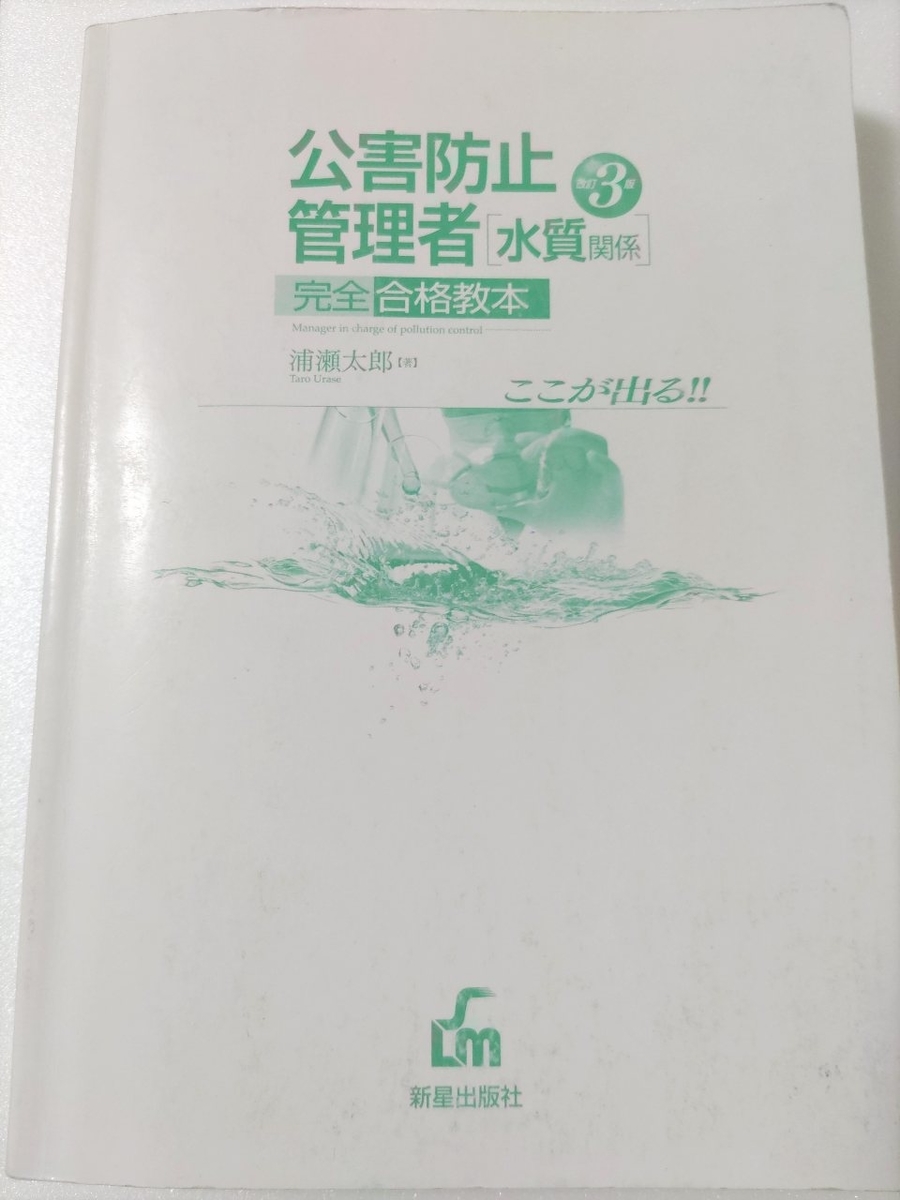 公害防止
改訂3版
管理者[水質関係]
完全合格教本
Manager in charge of pollution control
浦瀬太郎【著】
Taro Urase
ここが出る!!
新星出版社